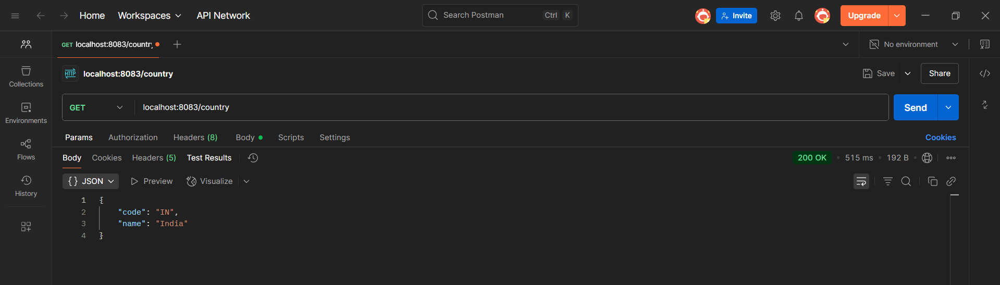 Home Workspaces API Network Search Postman Ctrl K Invite Upgrade
GET localhost:8083/country No environment
HTTP localhost:8083/country Save Share
Collections
GET localhost:8083/country Send
Environments
Params Authorization Headers (8) Body Scripts Settings Cookies
Flows
Body Cookies Headers (5) Test Results 200 OK 515 ms 192 B
History
{} JSON Preview Visualize
1 {
2 "code": "IN",
3 "name": "India"
4 }